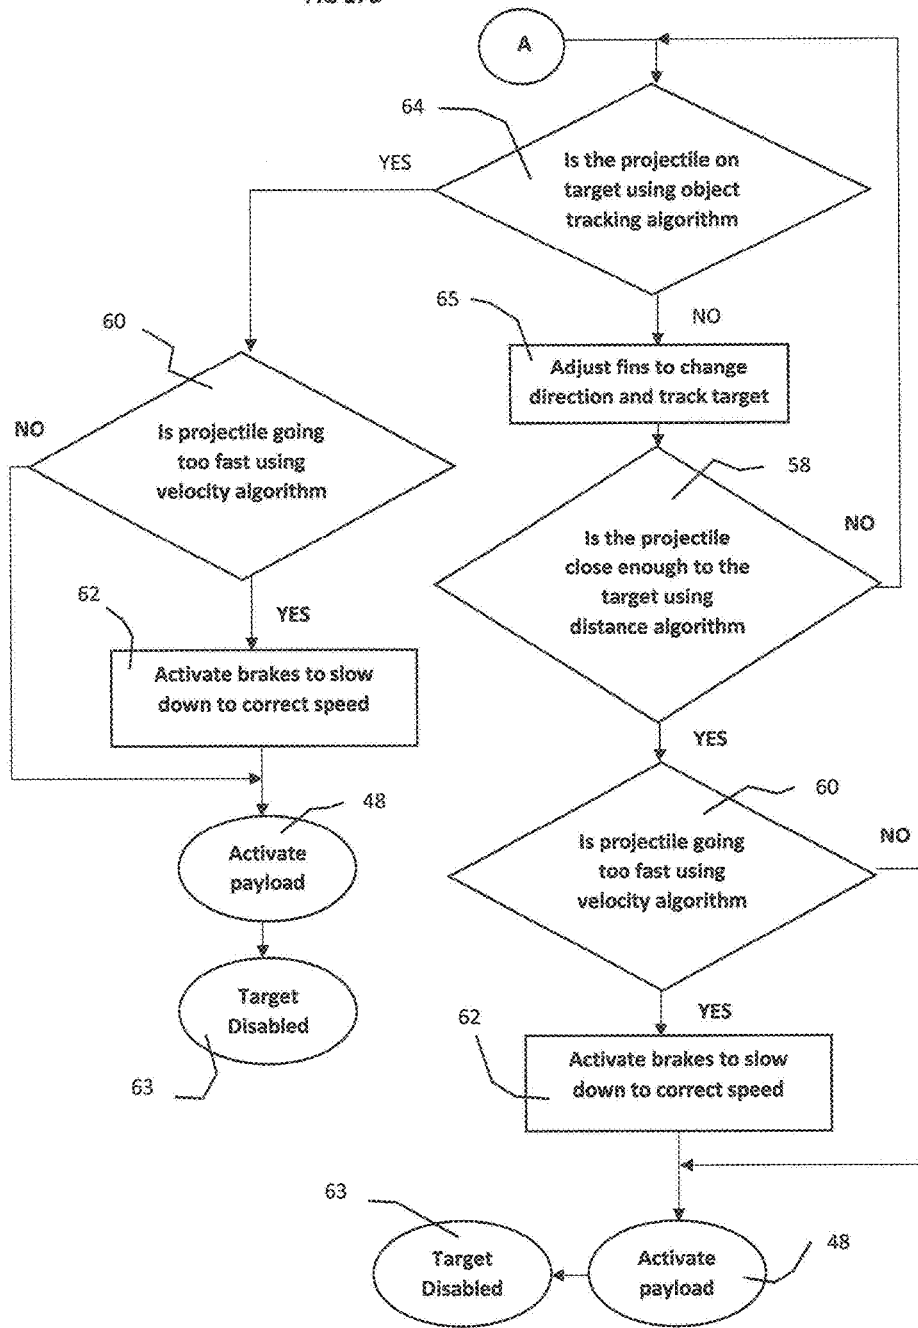 A
64
Is the projectile on
target using object
tracking algorithm
YES
NO
65
Adjust fins to change
direction and track target
60
Is projectile going
too fast using
velocity algorithm
NO
YES
58
Is the projectile
close enough to the
target using
distance algorithm
NO
YES
62
Activate brakes to slow
down to correct speed
48
Activate
payload
Target
Disabled
63
60
Is projectile going
too fast using
velocity algorithm
NO
YES
62
Activate brakes to slow
down to correct speed
63
Target
Disabled
Activate
payload
48